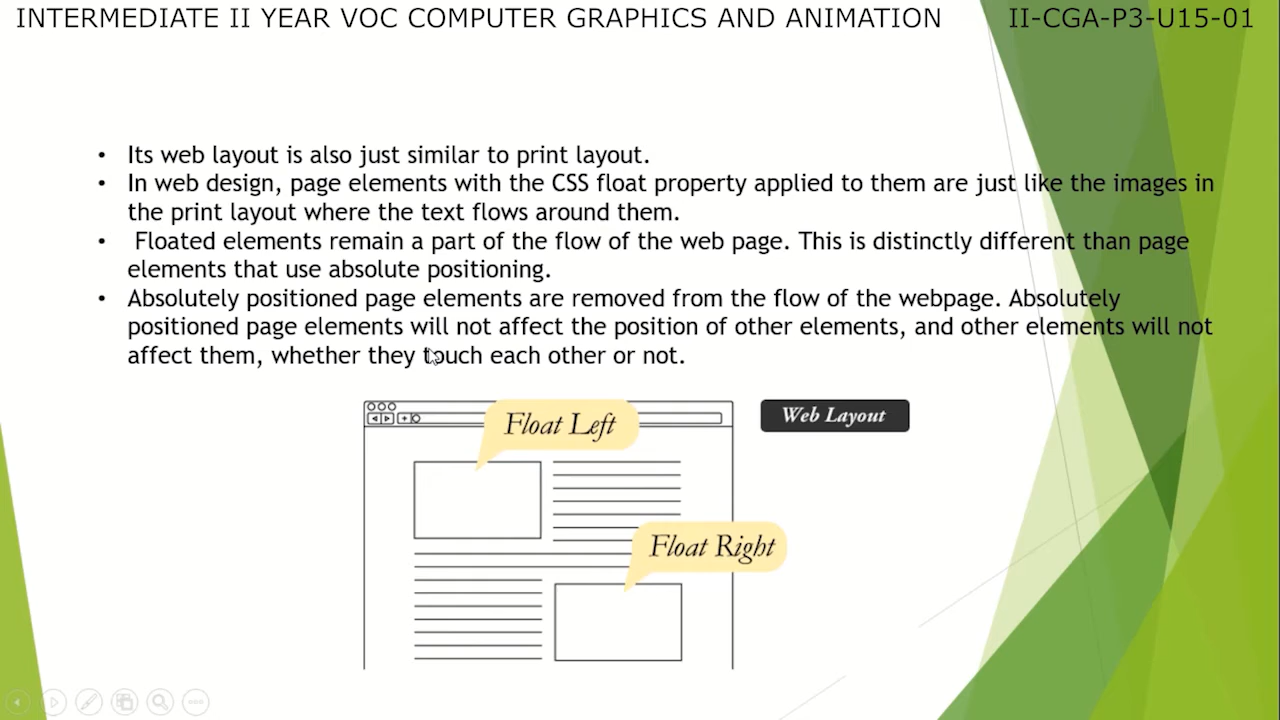 INTERMEDIATE II YEAR VOC COMPUTER GRAPHICS AND ANIMATION II-CGA-P3-U15-01
• Its web layout is also just similar to print layout.
• In web design, page elements with the CSS float property applied to them are just like the images in
the print layout where the text flows around them.
• Floated elements remain a part of the flow of the web page. This is distinctly different than page
elements that use absolute positioning.
• Absolutely positioned page elements are removed from the flow of the webpage. Absolutely
positioned page elements will not affect the position of other elements, and other elements will not
affect them, whether they touch each other or not.
Float Left
Web Layout
Float Right